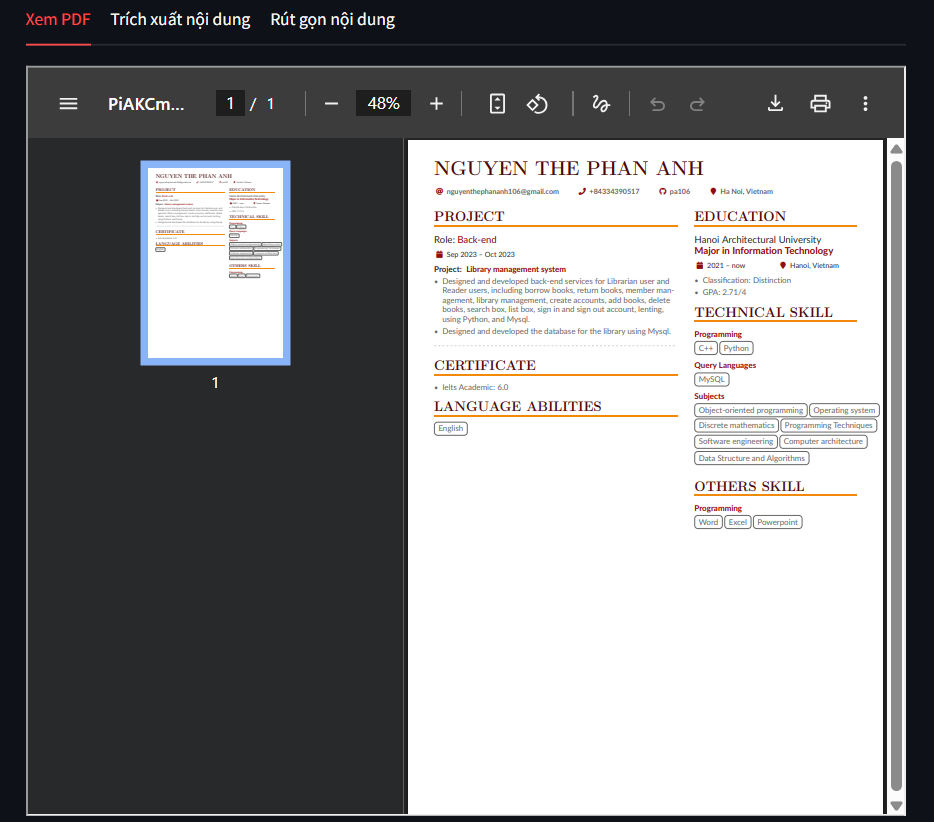 Xem PDF Trích xuất nội dung Rút gọn nội dung
PiAKCm... 1 / 1 48%
1
NGUYEN THE PHAN ANH
nguyenthephananh106@gmail.com +84334390517 pa106 Ha Noi, Vietnam
PROJECT
Role: Back-end
Sep 2023 – Oct 2023
Project: Library management system
• Designed and developed back-end services for Librarian user and
Reader users, including borrow books, return books, member man-
agement, library management, create accounts, add books, delete
books, search box, list box, sign in and sign out account, lenting,
using Python, and Mysql.
• Designed and developed the database for the library using Mysql.
CERTIFICATE
• Ielts Academic: 6.0
LANGUAGE ABILITIES
English
EDUCATION
Hanoi Architectural University
Major in Information Technology
2021 – now Hanoi, Vietnam
• Classification: Distinction
• GPA: 2.71/4
TECHNICAL SKILL
Programming
C++ Python
Query Languages
MySQL
Subjects
Object-oriented programming Operating system
Discrete mathematics Programming Techniques
Software engineering Computer architecture
Data Structure and Algorithms
OTHERS SKILL
Programming
Word Excel Powerpoint